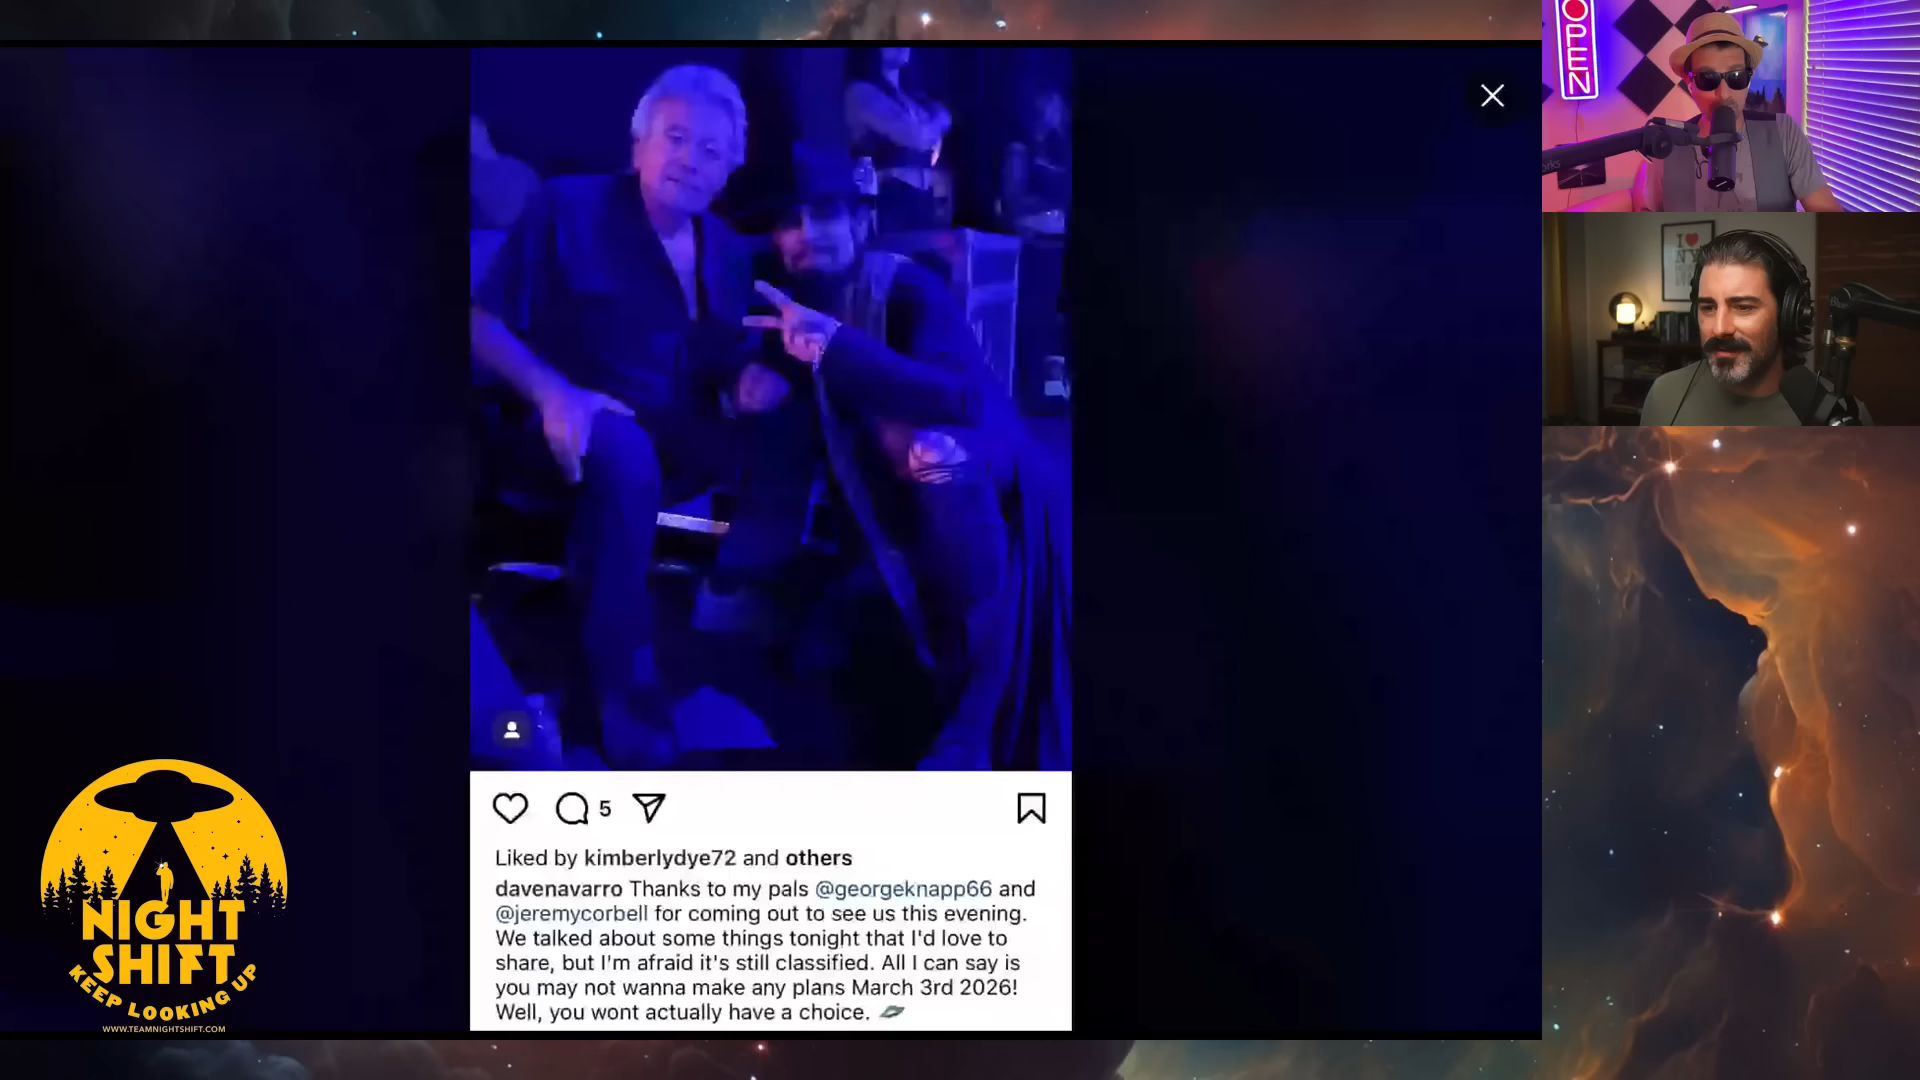 OPEN
orks
I ♥
NY
5
Liked by kimberlydye72 and others
davenavarro Thanks to my pals @georgeknapp66 and
@jeremycorbell for coming out to see us this evening.
We talked about some things tonight that I'd love to
share, but I'm afraid it's still classified. All I can say is
you may not wanna make any plans March 3rd 2026!
Well, you wont actually have a choice. 🛸
NIGHT
SHIFT
KEEP LOOKING UP
WWW.TEAMNIGHTSHIFT.COM